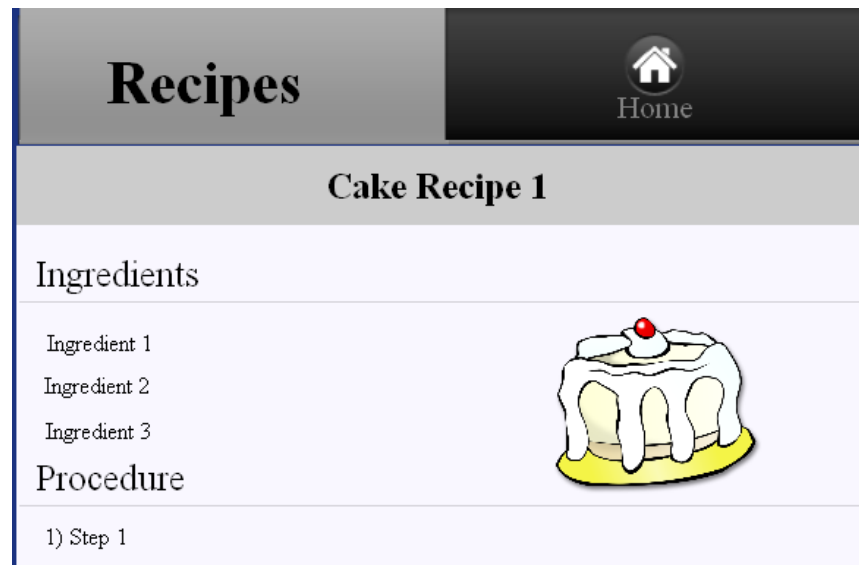 Recipes
Home
Cake Recipe 1
Ingredients
Ingredient 1
Ingredient 2
Ingredient 3
Procedure
1) Step 1